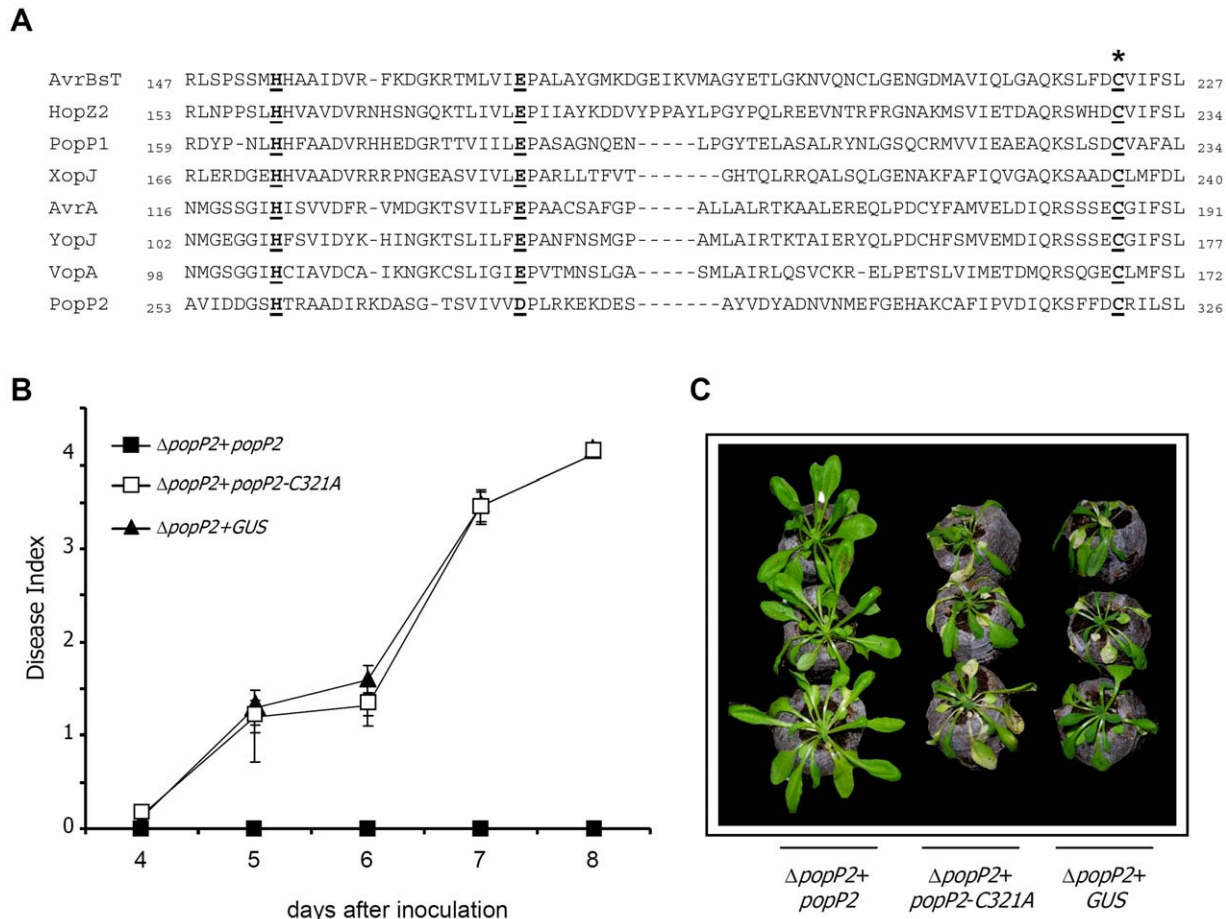 A
*
AvrBsT 147 RLSPSSMHHAAIDVR-FKDGKRTMLVIEPALAYGMKDGEIKVMAGYETLGKNVQNCLGENGDMAVIQLGAQKSLFDCVIFSL 227
HopZ2 153 RLNPPSLHHVAVDVRNHSNGQKTLIVLEPIIAYKDDVYPPAYLPGYPQLREEVNTRFRGNAKMSVIETDAQRSWHDCVIFSL 234
PopP1 159 RDYP-NLHHFAADVRHHEDGRTTVIILEPASAGNQEN-----LPGYTELASALRYNLGSQCRMVVIEAEAQKSLSDCVAFAL 234
XopJ 166 RLERDGEHHVAADVRRRPNGEASVIVLEPARLLTFVT-------GHTQLRRQALSQLGENAKFAFIQVGAQKSAADCLMFDL 240
AvrA 116 NMGSSGIHISVVDFR-VMDGKTSVILFEPAACSAFGP------ALLALRTKAALEREQLPDCYFAMVELDIQRSSSECGIFSL 191
YopJ 102 NMGEGGIHFSVIDYK-HINGKTSLILFEPANFNSMGP------AMLAIRTKTAIERYQLPDCHFSMVEMDIQRSSSECGIFSL 177
VopA 98 NMGSGGIHCIAVDCA-IKNGKCSLIGIEPVTMNSLGA------SMLAIRLQSVCKR-ELPETSLVIMETDMQRSQGECLMFSL 172
PopP2 253 AVIDDGSHTRAADIRKDASG-TSVIVVDPLRKEKDES-------AYVDYADNVNMEFGEHAKCAFIPVDIQKSFFDCRILSL 326
B
4
3
2
1
0
Disease Index
ΔpopP2+popP2
ΔpopP2+popP2-C321A
ΔpopP2+GUS
4 5 6 7 8
days after inoculation
C
ΔpopP2+ ΔpopP2+ ΔpopP2+
popP2 popP2-C321A GUS